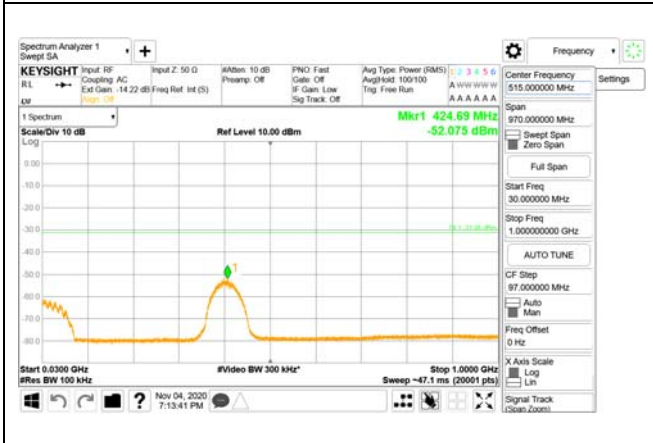 Spectrum Analyzer 1
Swept SA
+
Frequency
KEYSIGHT
Input: RF
Coupling: AC
Ext Gain: -14.22 dB
Align: Off
Input Z: 50 Ω
Freq Ref: Int (S)
#Atten: 10 dB
Preamp: Off
PNO: Fast
Gate: Off
IF Gain: Low
Sig Track: Off
Avg Type: Power (RMS)
Avg|Hold: 100/100
Trig: Free Run
1 2 3 4 5 6
A W W W W W
A A A A A A
RL
1 Spectrum
Scale/Div 10 dB
Log
Ref Level 10.00 dBm
Mkr1 424.69 MHz
-52.075 dBm
0.00
-10.0
-20.0
-30.0
-40.0
-50.0
-60.0
-70.0
-80.0
1
Start 0.0300 GHz
#Res BW 100 kHz
#Video BW 300 kHz*
Stop 1.0000 GHz
Sweep ~47.1 ms (20001 pts)
Nov 04, 2020
7:13:41 PM
?
Center Frequency
515.000000 MHz
Settings
Span
970.000000 MHz
Swept Span
Zero Span
Full Span
Start Freq
30.000000 MHz
Stop Freq
1.000000000 GHz
AUTO TUNE
CF Step
97.000000 MHz
Auto
Man
Freq Offset
0 Hz
X Axis Scale
Log
Lin
Signal Track
(Span Zoom)